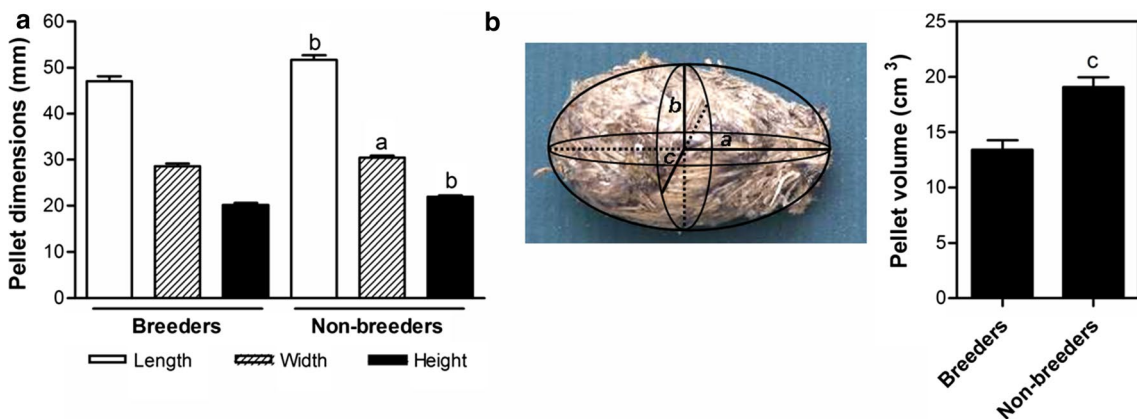 a
Pellet dimensions (mm)
60
50
40
30
20
10
0
b
a
b
Breeders
Non-breeders
Length
Width
Height
b
b
a
c
Pellet volume (cm³)
25
20
15
10
5
0
c
Breeders
Non-breeders